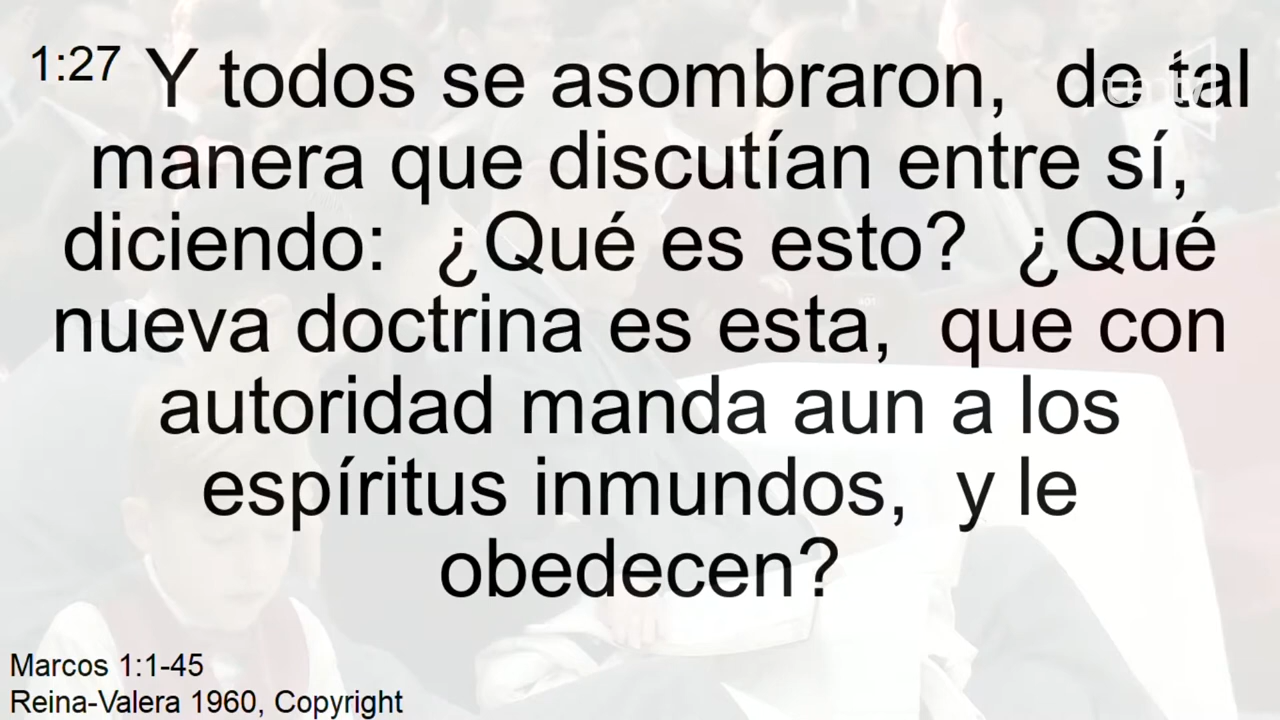 1:27 Y todos se asombraron, de tal
manera que discutían entre sí,
diciendo: ¿Qué es esto? ¿Qué
nueva doctrina es esta, que con
autoridad manda aun a los
espíritus inmundos, y le
obedecen?
Marcos 1:1-45
Reina-Valera 1960, Copyright